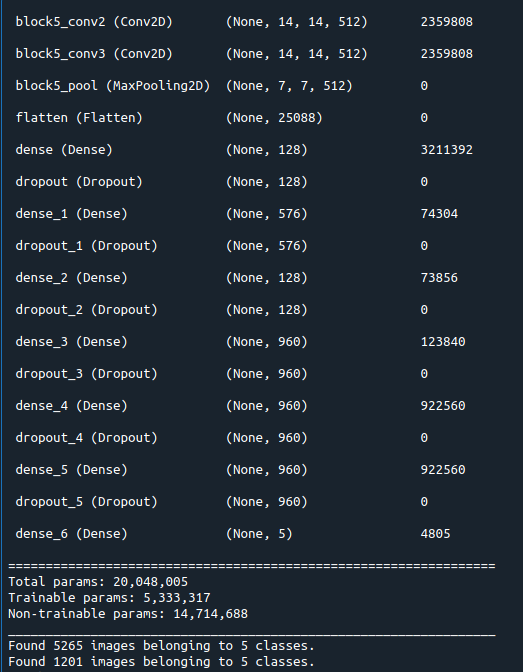 block5_conv2 (Conv2D) (None, 14, 14, 512) 2359808
block5_conv3 (Conv2D) (None, 14, 14, 512) 2359808
block5_pool (MaxPooling2D) (None, 7, 7, 512) 0
flatten (Flatten) (None, 25088) 0
dense (Dense) (None, 128) 3211392
dropout (Dropout) (None, 128) 0
dense_1 (Dense) (None, 576) 74304
dropout_1 (Dropout) (None, 576) 0
dense_2 (Dense) (None, 128) 73856
dropout_2 (Dropout) (None, 128) 0
dense_3 (Dense) (None, 960) 123840
dropout_3 (Dropout) (None, 960) 0
dense_4 (Dense) (None, 960) 922560
dropout_4 (Dropout) (None, 960) 0
dense_5 (Dense) (None, 960) 922560
dropout_5 (Dropout) (None, 960) 0
dense_6 (Dense) (None, 5) 4805
=================================================================
Total params: 20,048,005
Trainable params: 5,333,317
Non-trainable params: 14,714,688
_________________________________________________________________
Found 5265 images belonging to 5 classes.
Found 1201 images belonging to 5 classes.